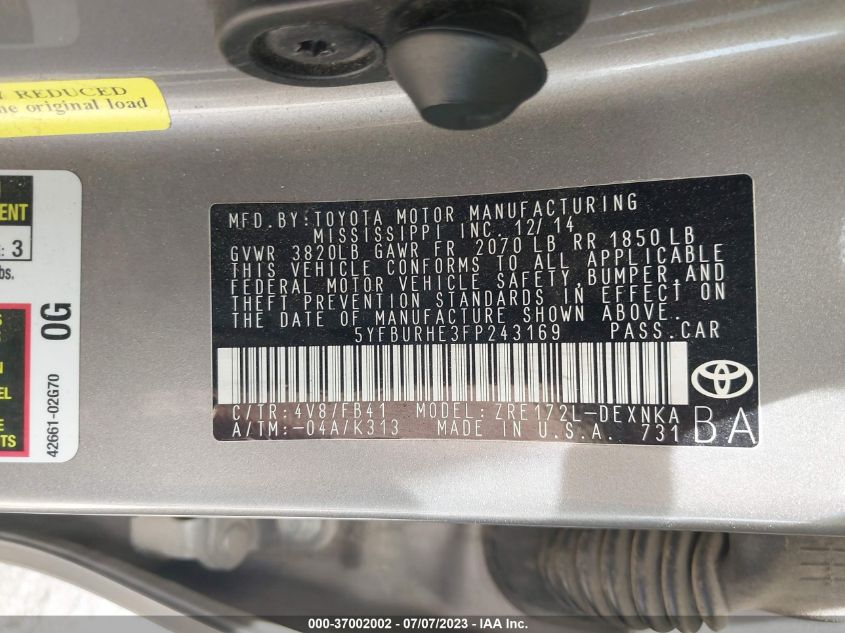 REDUCED
original load
ENT
3
bs.
0G
EL
TS
42661-02G70
MFD.BY:TOYOTA MOTOR MANUFACTURING
MISSISSIPPI INC. 12/14
GVWR 3820LB GAWR FR 2070 LB RR 1850 LB
THIS VEHICLE CONFORMS TO ALL APPLICABLE
FEDERAL MOTOR VEHICLE SAFETY,BUMPER,AND
THEFT PREVENTION STANDARDS IN EFFECT ON
THE DATE OF MANUFACTURE SHOWN ABOVE.
5YFBURHE3FP243169 PASS.CAR
C/TR:4V8/FB41 MODEL: ZRE172L-DEXNKA
A/TM:-04A/K313 MADE IN U.S.A. 731
BA
000-37002002 - 07/07/2023 - IAA Inc.